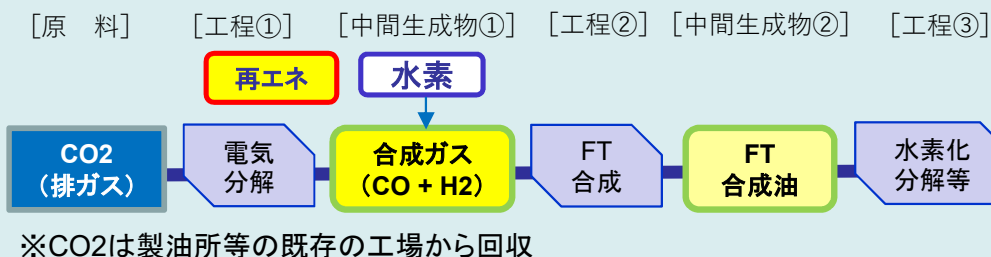 ［原　料］　［工程①］　［中間生成物①］　［工程②］　［中間生成物②］　［工程③］
再エネ　水素
CO2
（排ガス）
電気
分解
合成ガス
（CO + H2）
FT
合成
FT
合成油
水素化
分解等
※CO2は製油所等の既存の工場から回収